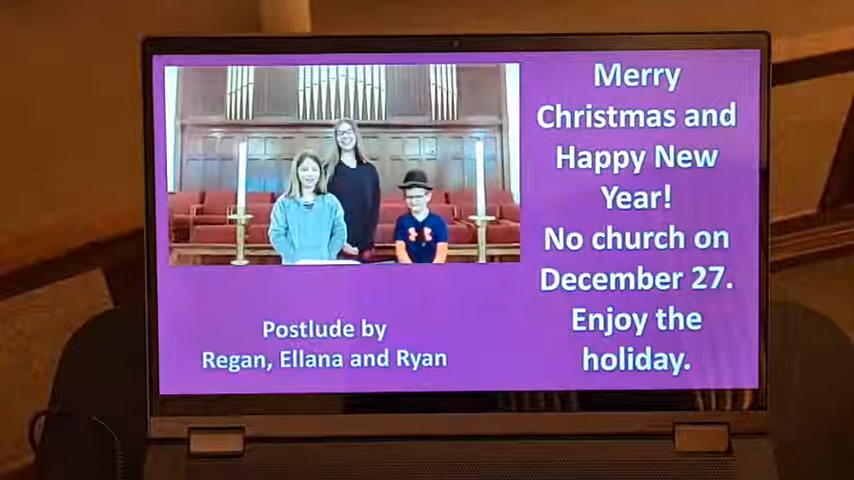 Merry
Christmas and
Happy New
Year!
No church on
December 27.
Enjoy the
holiday.
Postlude by
Regan, Ellana and Ryan